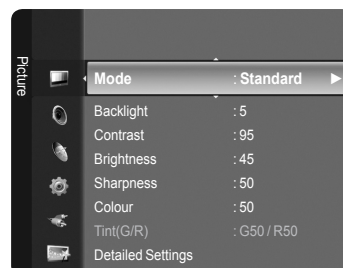 Picture
Mode : Standard
Backlight : 5
Contrast : 95
Brightness : 45
Sharpness : 50
Colour : 50
Tint(G/R) : G50 / R50
Detailed Settings